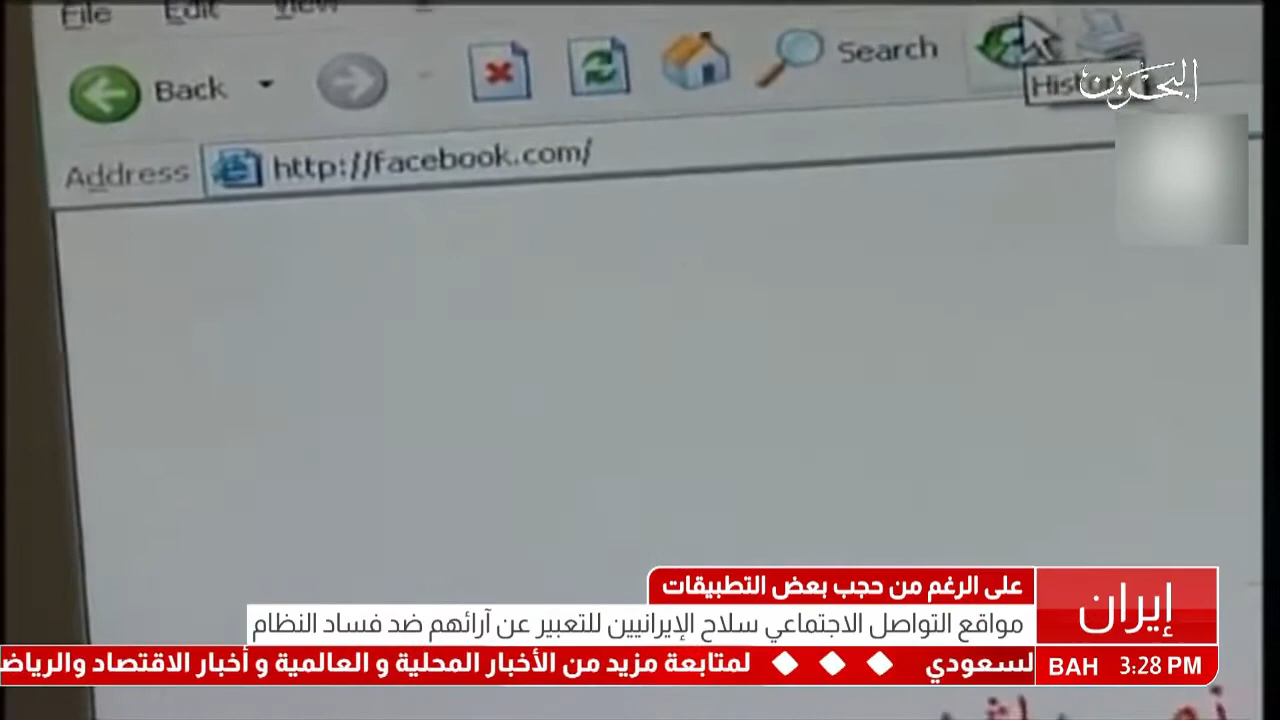 File Edit View
Back
Search
البحرين
Address http://facebook.com/
على الرغم من حجب بعض التطبيقات
إيران
مواقع التواصل الاجتماعي سلاح الإيرانيين للتعبير عن آرائهم ضد فساد النظام
لسعودي ◆ ◆ ◆ لمتابعة مزيد من الأخبار المحلية و العالمية و أخبار الاقتصاد والرياض
BAH 3:28 PM